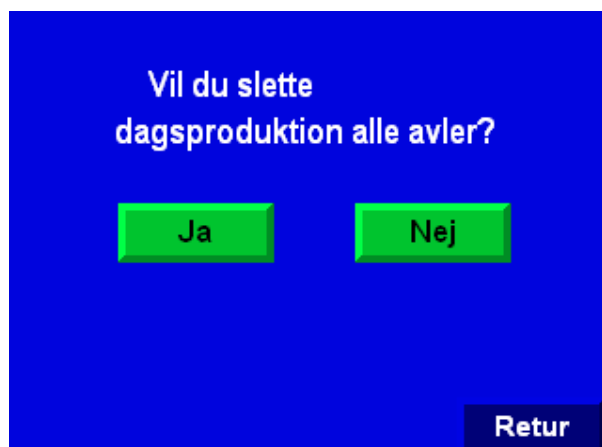 Vil du slette
dagsproduktion alle avler?
Ja
Nej
Retur